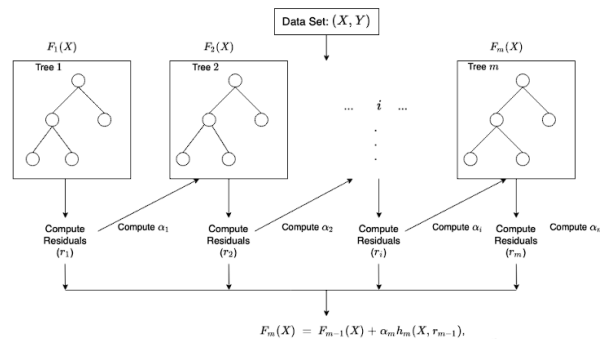 Data Set: (X, Y)
F₁(X)
F₂(X)
Fₘ(X)
Tree 1
Tree 2
Tree m
... i ...
Compute
Residuals
(r₁)
Compute α₁
Compute
Residuals
(r₂)
Compute α₂
Compute
Residuals
(rᵢ)
Compute αᵢ
Compute
Residuals
(rₘ)
Compute
Fₘ(X) = Fₘ₋₁(X) + αₘhₘ(X, rₘ₋₁),